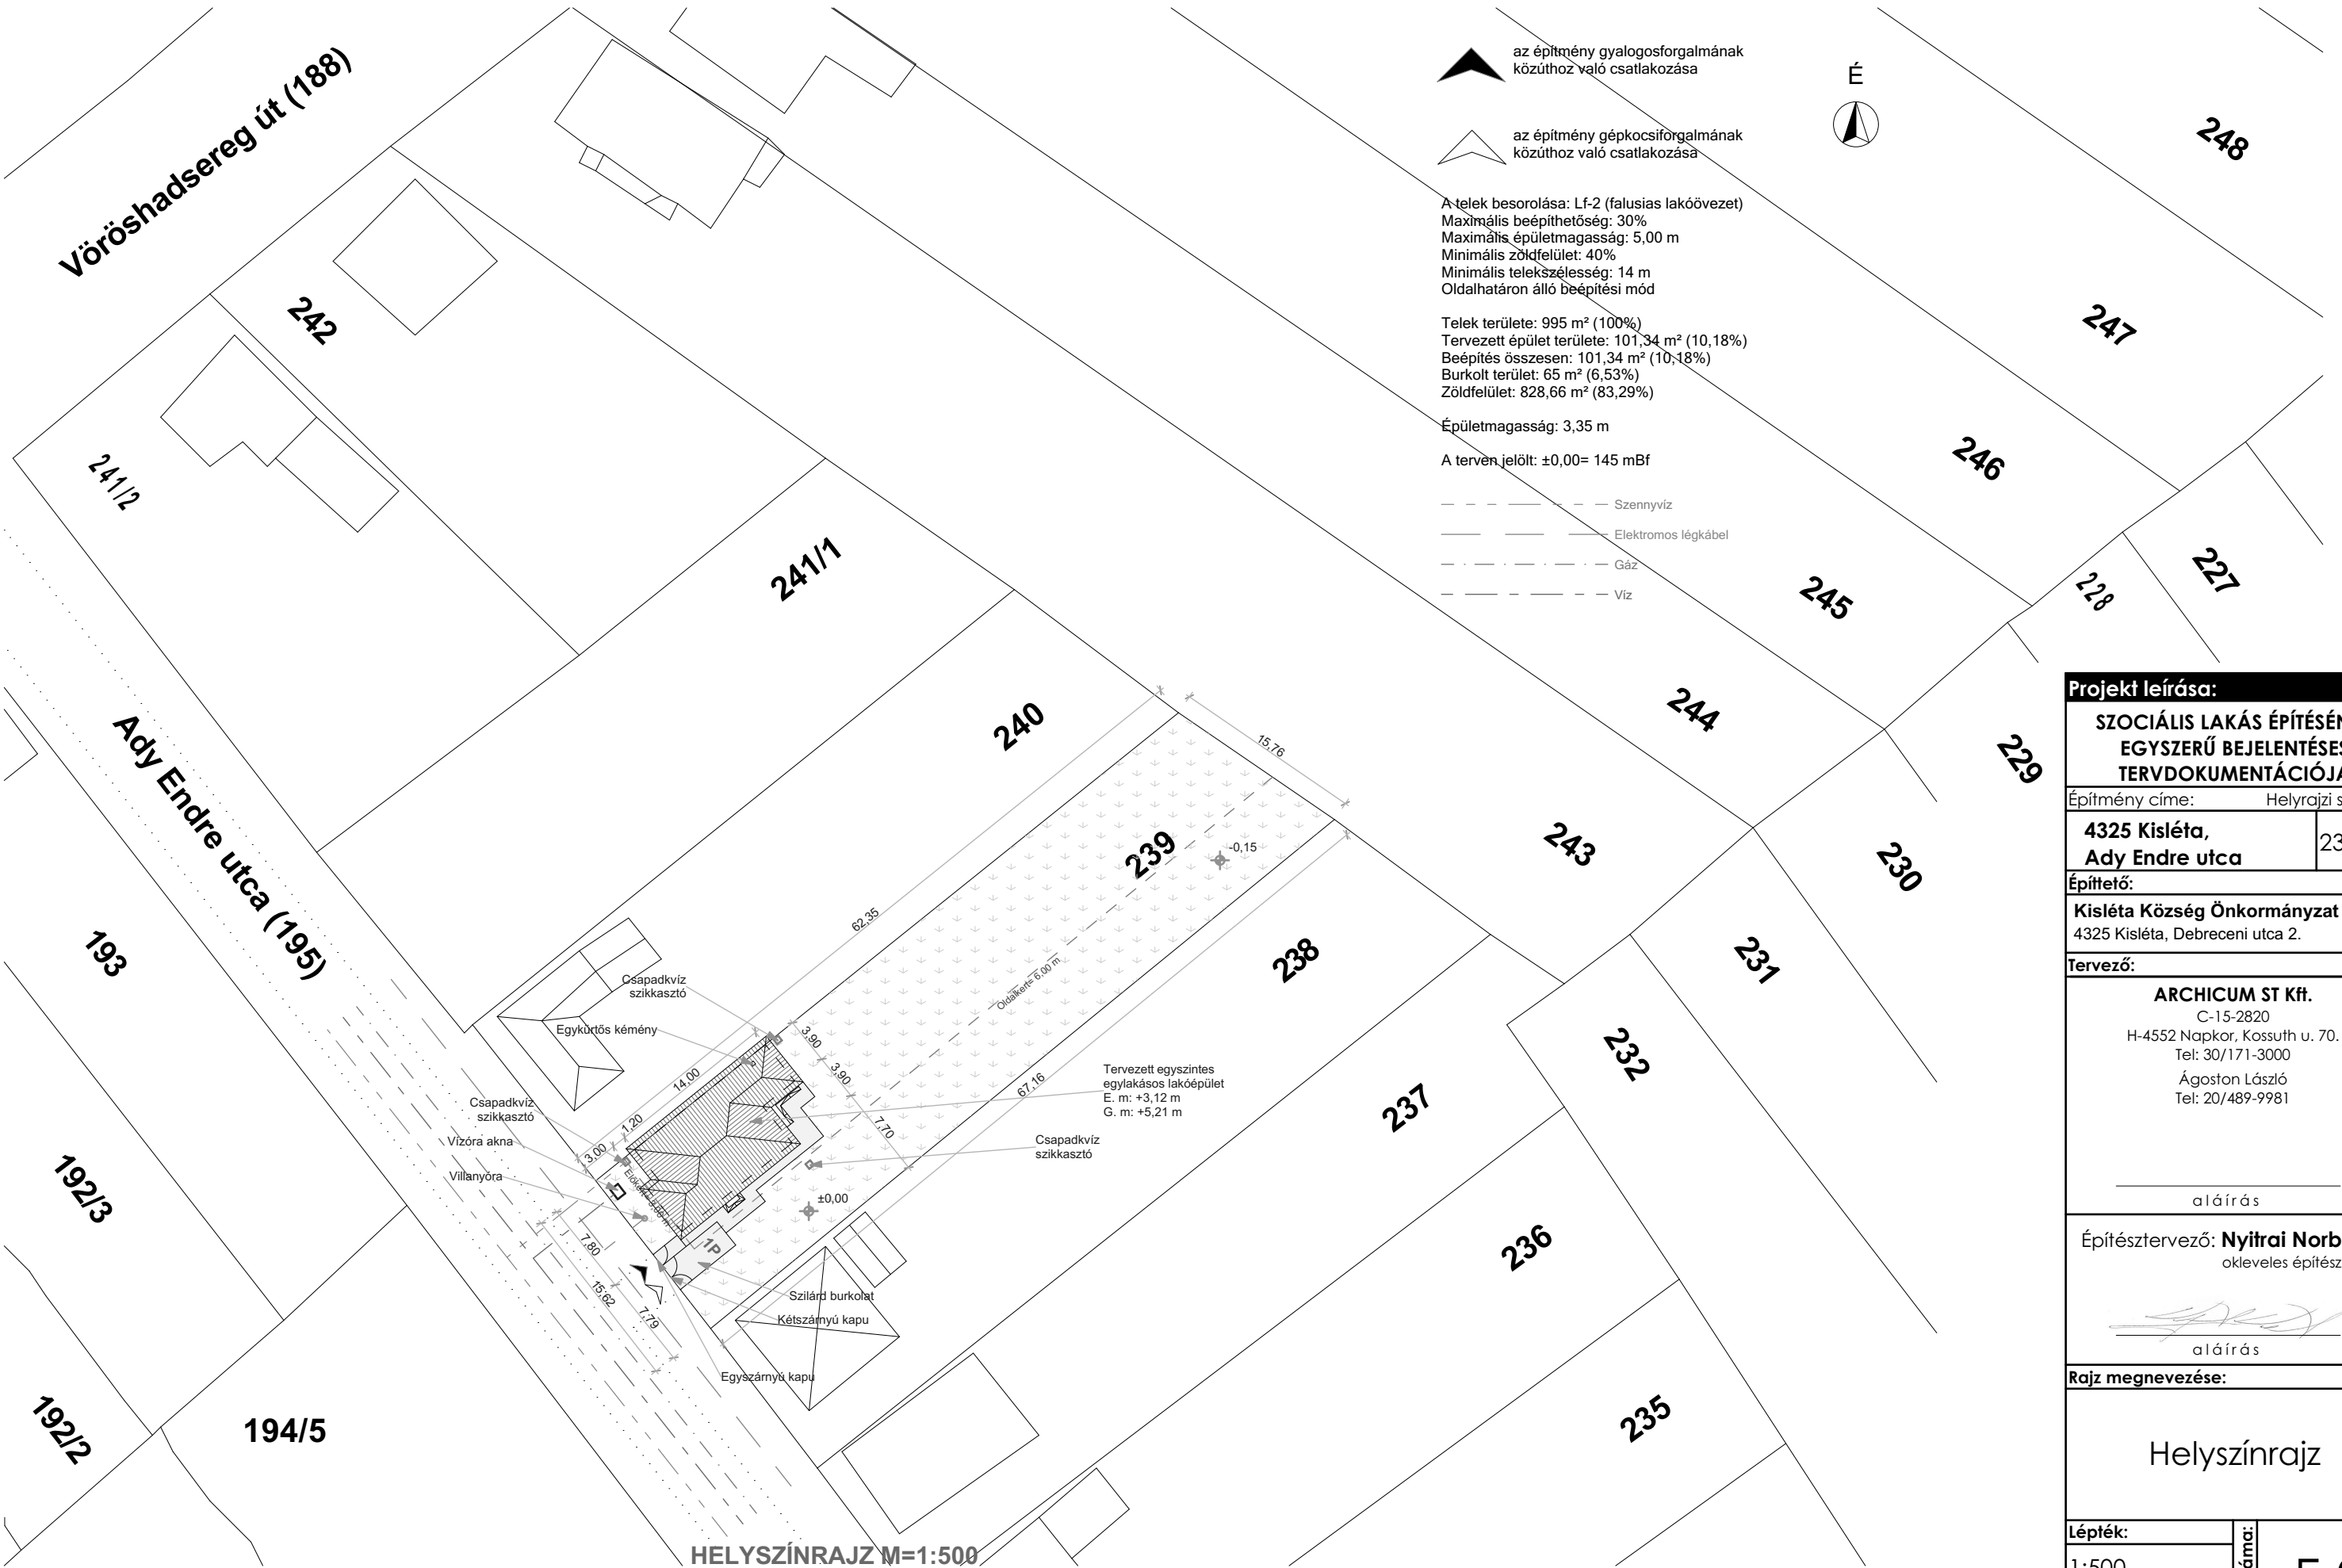 Vöröshadsereg út (188)
az építmény gyalogosforgalmának
közúthoz való csatlakozása
É
az építmény gépkocsiforgalmának
közúthoz való csatlakozása
A telek besorolása: Lf-2 (falusias lakóövezet)
Maximális beépíthetőség: 30%
Maximális épületmagasság: 5,00 m
Minimális zöldfelület: 40%
Minimális telekszélesség: 14 m
Oldalhatáron álló beépítési mód
Telek területe: 995 m² (100%)
Tervezett épület területe: 101,34 m² (10,18%)
Beépítés összesen: 101,34 m² (10,18%)
Burkolt terület: 65 m² (6,53%)
Zöldfelület: 828,66 m² (83,29%)
Épületmagasság: 3,35 m
A terven jelölt: ±0,00= 145 mBf
Szennyvíz
Elektromos légkábel
Gáz
Víz
248
247
246
245
244
243
242
241/2
241/1
240
239
238
237
236
235
227
228
229
230
231
232
193
192/3
192/2
194/5
Ady Endre utca (195)
15,76
-0,15
62,35
Oldalkert= 6,00 m
67,16
Csapadkvíz
szikkasztó
Egykürtős kémény
3,90
3,90
7,70
14,00
1,20
3,00
Csapadkvíz
szikkasztó
Vízóra akna
Villanyóra
Tervezett egyszintes
egylakásos lakóépület
E. m: +3,12 m
G. m: +5,21 m
Csapadkvíz
szikkasztó
±0,00
1P
7,80
15,62
7,79
Szilárd burkolat
Kétszárnyú kapu
Egyszárnyú kapu
HELYSZÍNRAJZ M=1:500
Projekt leírása:
SZOCIÁLIS LAKÁS ÉPÍTÉSÉN
EGYSZERŰ BEJELENTÉSES
TERVDOKUMENTÁCIÓJA
Építmény címe: Helyrajzi s
4325 Kisléta,
Ady Endre utca
23
Építtető:
Kisléta Község Önkormányzat
4325 Kisléta, Debreceni utca 2.
Tervező:
ARCHICUM ST Kft.
C-15-2820
H-4552 Napkor, Kossuth u. 70.
Tel: 30/171-3000
Ágoston László
Tel: 20/489-9981
aláírás
Építésztervező: Nyitrai Norb
okleveles építész
aláírás
Rajz megnevezése:
Helyszínrajz
Lépték:
1:500